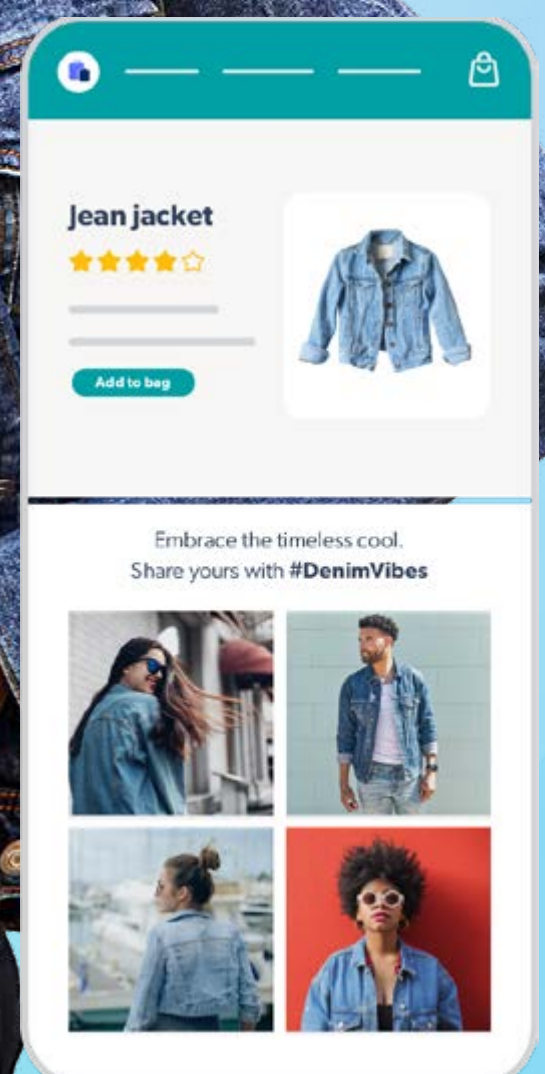 Jean jacket
Add to bag
Embrace the timeless cool.
Share yours with #DenimVibes